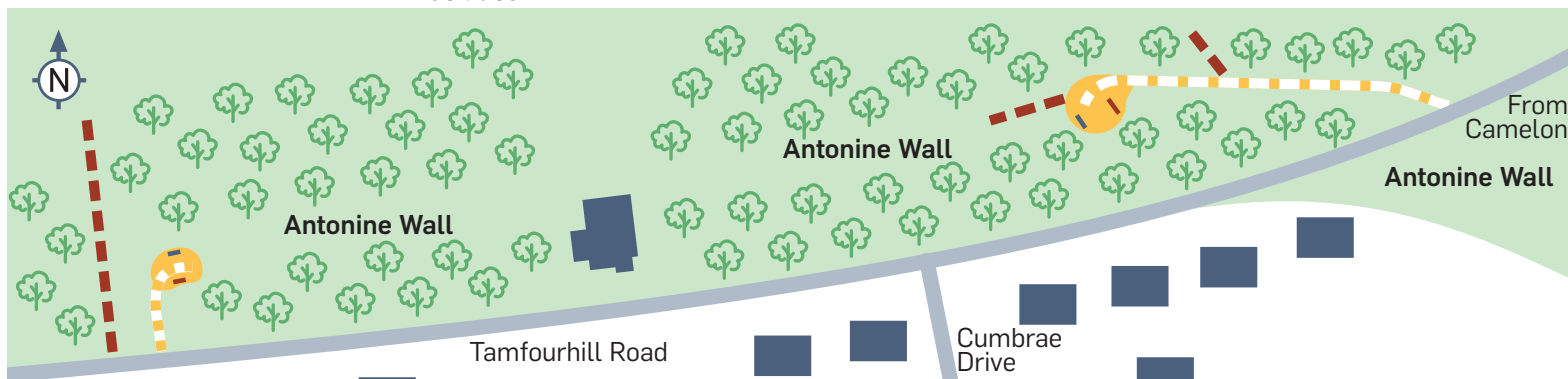 N
From
Camelon
Antonine Wall
Antonine Wall
Antonine Wall
Tamfourhill Road
Cumbrae
Drive